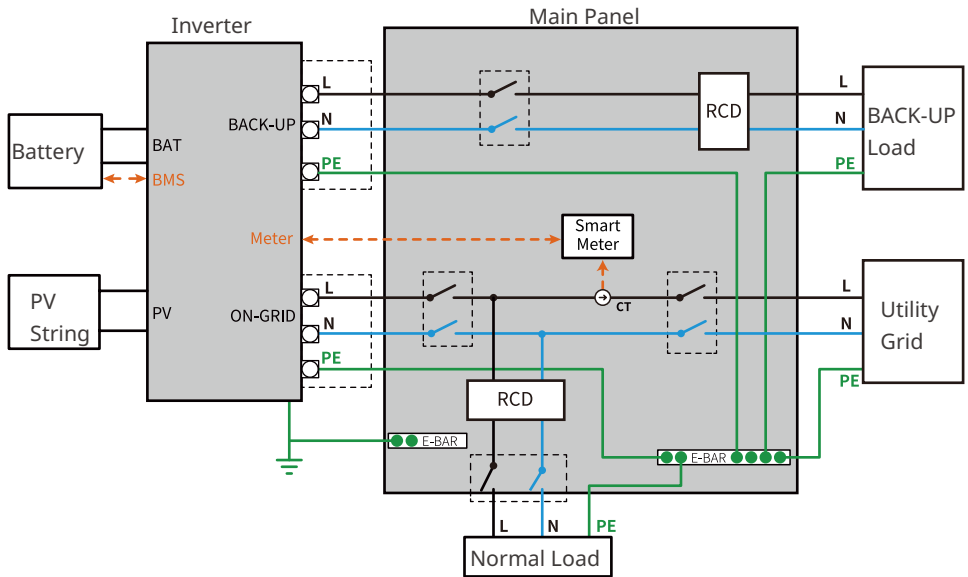 Main Panel
Inverter
L
BACK-UP
N
PE
RCD
L
N
PE
BACK-UP
Load
Battery
BAT
BMS
Meter
Smart
Meter
PV
String
PV
ON-GRID
L
N
PE
CT
L
N
PE
Utility
Grid
RCD
E-BAR
E-BAR
L
N
PE
Normal Load